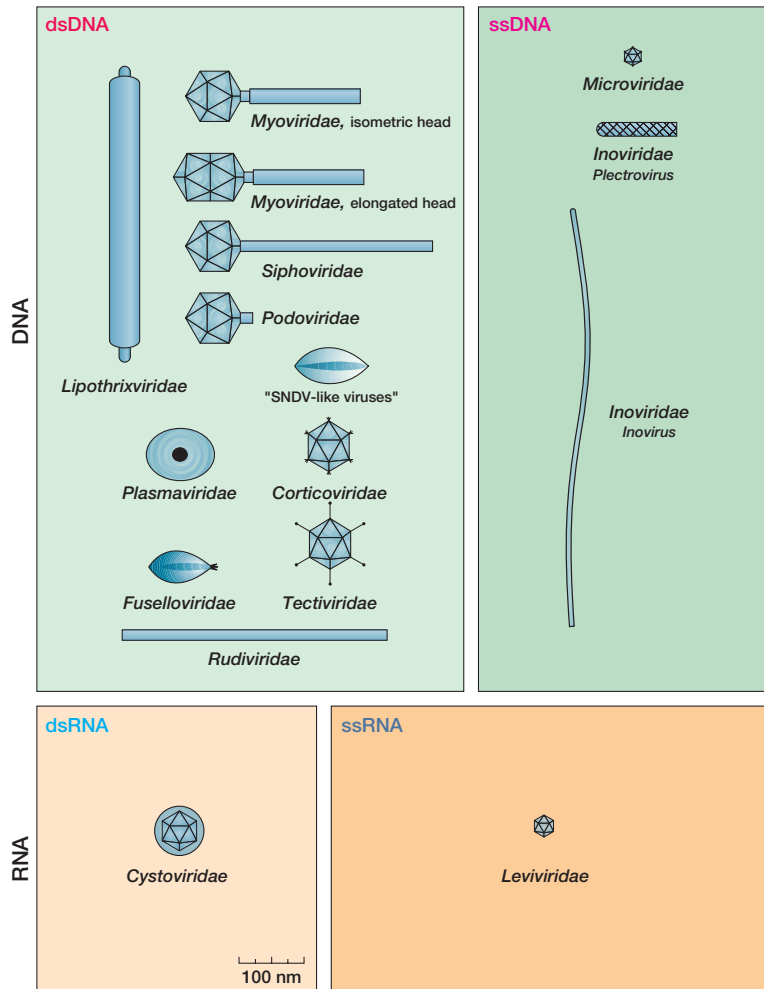 dsDNA
Myoviridae, isometric head
Myoviridae, elongated head
Siphoviridae
Podoviridae
Lipothrixviridae
"SNDV-like viruses"
Plasmaviridae
Corticoviridae
Fuselloviridae
Tectiviridae
Rudiviridae
ssDNA
Microviridae
Inoviridae
Plectrovirus
Inoviridae
Inovirus
DNA
dsRNA
Cystoviridae
100 nm
ssRNA
Leviviridae
RNA